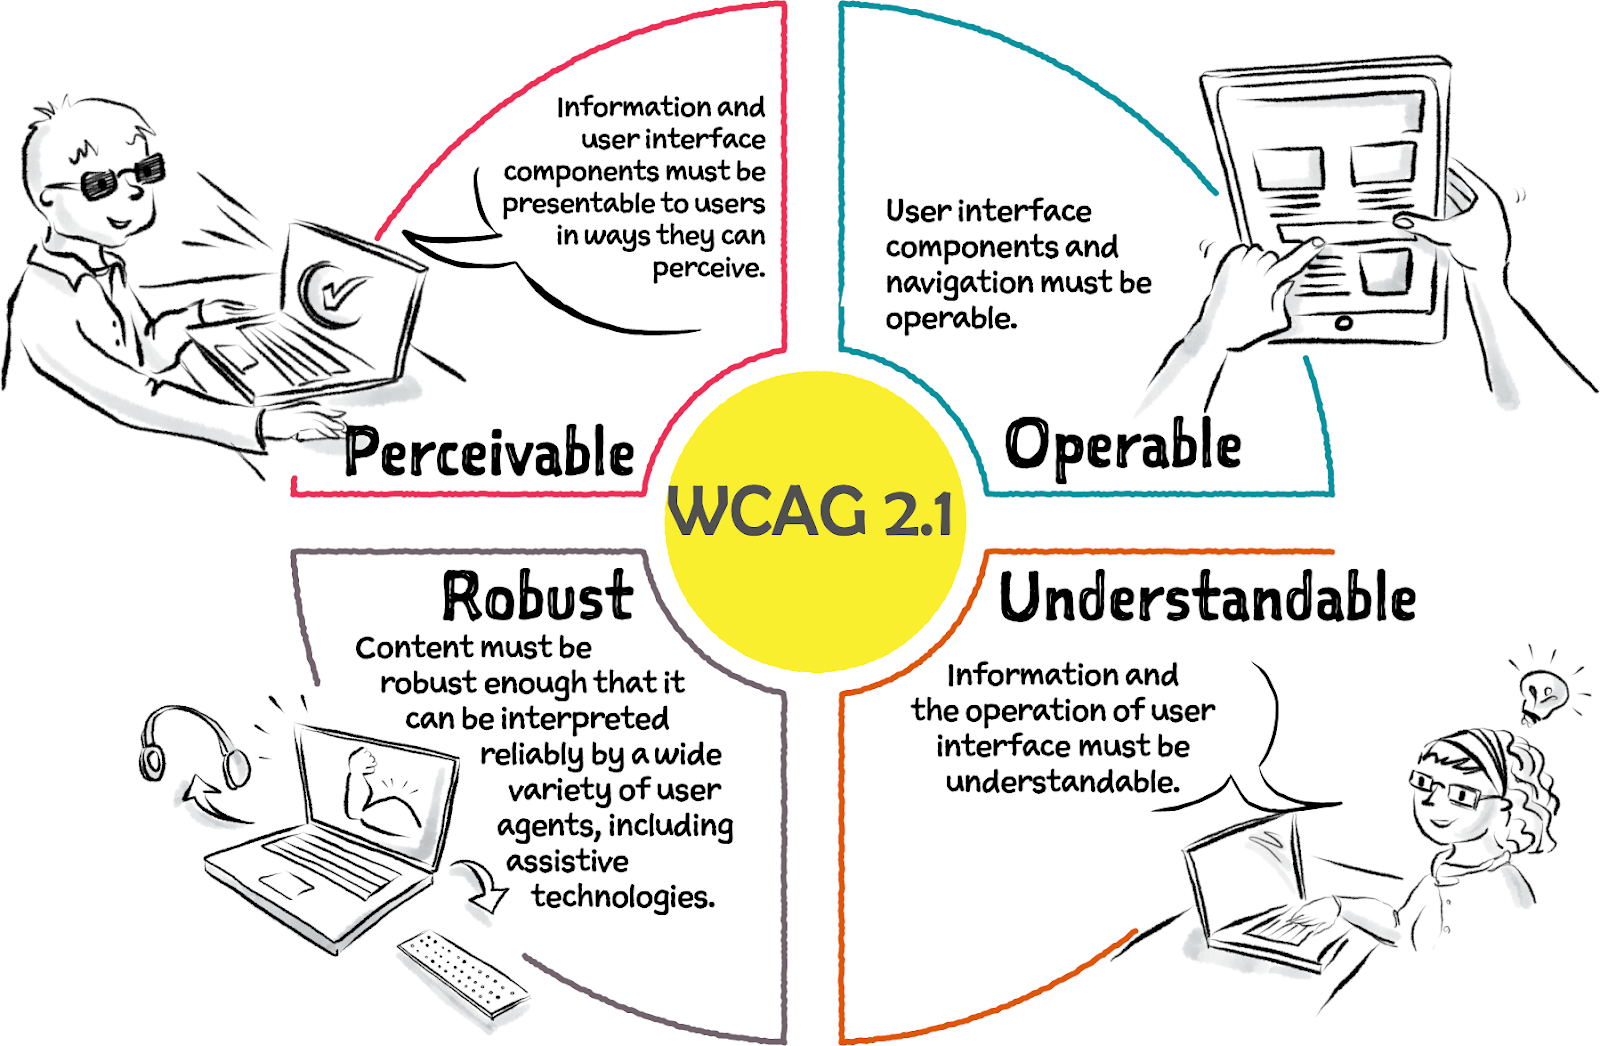 Information and
user interface
components must be
presentable to users
in ways they can
perceive.
Perceivable
User interface
components and
navigation must be
operable.
Operable
WCAG 2.1
Robust
Content must be
robust enough that it
can be interpreted
reliably by a wide
variety of user
agents, including
assistive
technologies.
Understandable
Information and
the operation of user
interface must be
understandable.